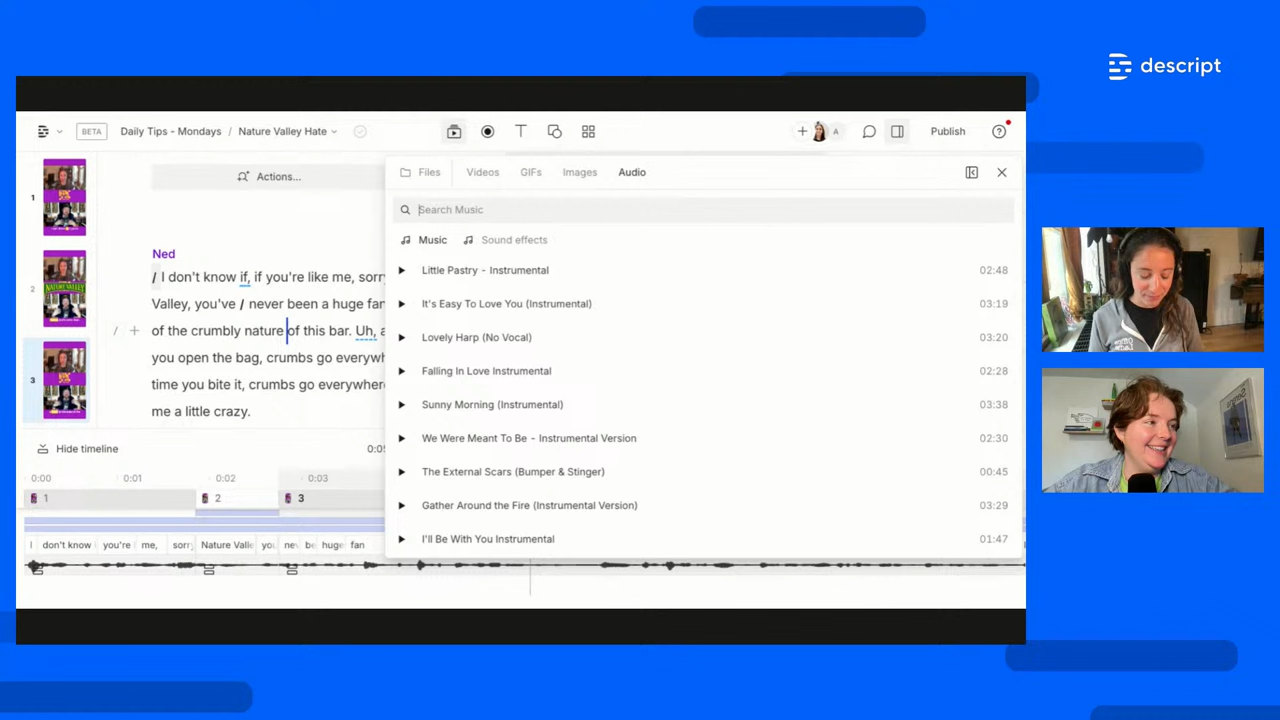 descript
BETA
Daily Tips - Mondays / Nature Valley Hate
A
Publish
Files
Videos
GIFs
Images
Audio
Actions...
Search Music
Music
Sound effects
1
2
3
Ned
/ I don't know if, if you're like me, sorry
Valley, you've / never been a huge fan
of the crumbly nature of this bar. Uh, a
you open the bag, crumbs go everywh
time you bite it, crumbs go everywhere
me a little crazy.
Little Pastry - Instrumental 02:48
It's Easy To Love You (Instrumental) 03:19
Lovely Harp (No Vocal) 03:20
Falling In Love Instrumental 02:28
Sunny Morning (Instrumental) 03:38
We Were Meant To Be - Instrumental Version 02:30
The External Scars (Bumper & Stinger) 00:45
Gather Around the Fire (Instrumental Version) 03:29
I'll Be With You Instrumental 01:47
Hide timeline
0:00 0:01 0:02 0:03
1 2 3
I don't know you're me, sorry Nature Valle you nev be huge fan